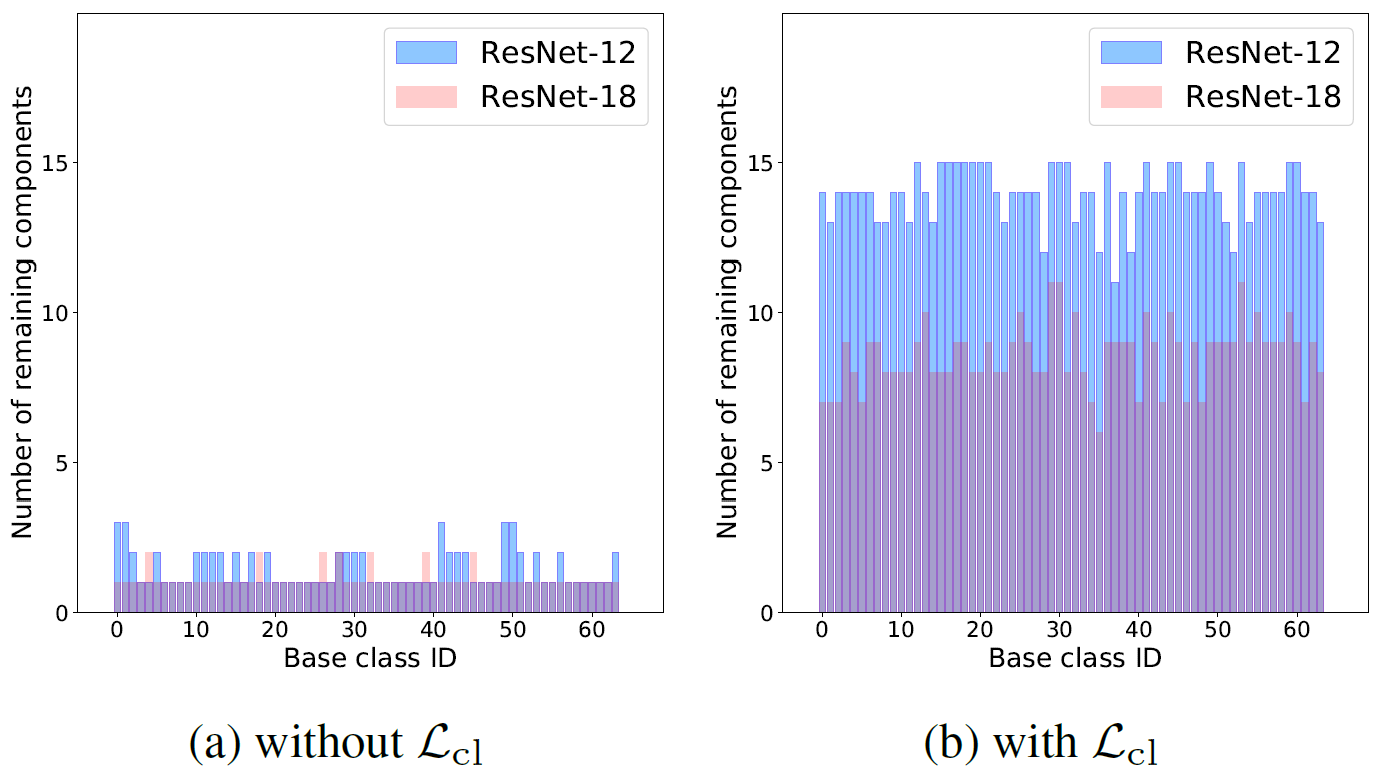 ResNet-12
ResNet-18
Number of remaining components
15
10
5
0
0 10 20 30 40 50 60
Base class ID
(a) without ℒcl
ResNet-12
ResNet-18
Number of remaining components
15
10
5
0
0 10 20 30 40 50 60
Base class ID
(b) with ℒcl